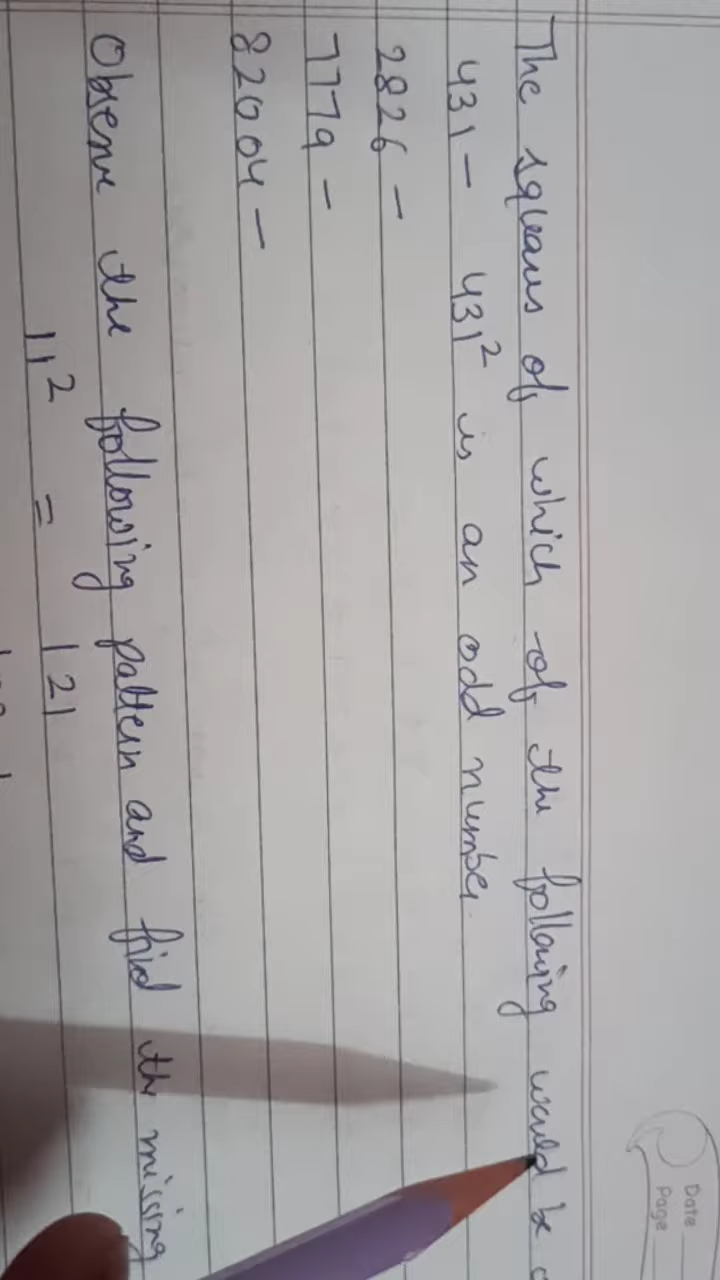 Date
Page
The squares of which of the following would be
431 - 431² is an odd number.
2826 -
7779 -
82004 -
Observe the following pattern and find the missing
11² = 121